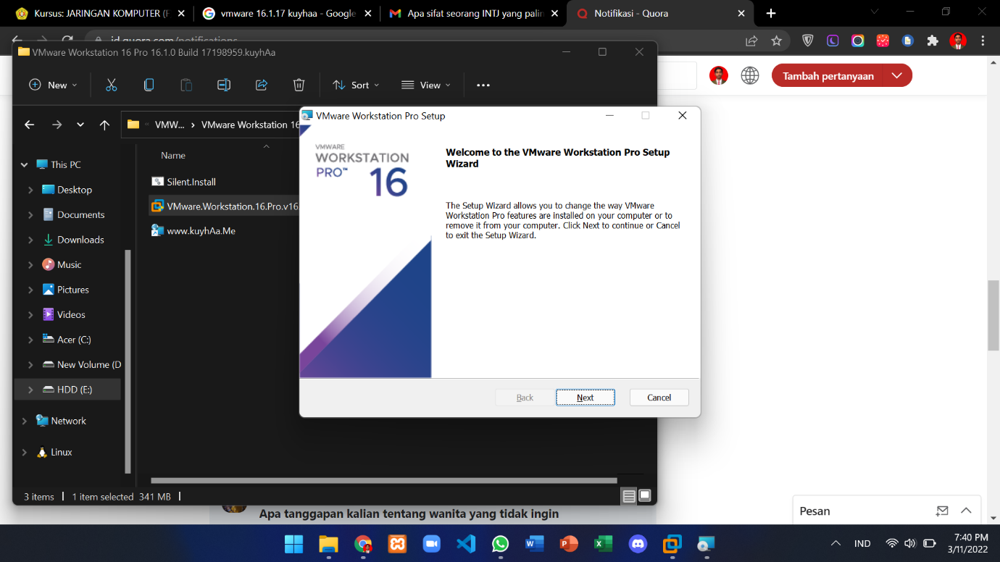 Kursus: JARINGAN KOMPUTER (F
vmware 16.1.17 kuyhaa - Google
Apa sifat seorang INTJ yang palin
Notifikasi - Quora
id.quora.com/notifications
VMware Workstation 16 Pro 16.1.0 Build 17198959.kuyhAa
Tambah pertanyaan
New
Sort
View
VMW...
VMware Workstation 16
Name
This PC
Desktop
Documents
Downloads
Music
Pictures
Videos
Acer (C:)
New Volume (D
HDD (E:)
Network
Linux
Silent.Install
VMware.Workstation.16.Pro.v16.
www.kuyhAa.Me
3 items
1 item selected 341 MB
VMware Workstation Pro Setup
VMWARE
WORKSTATION
PRO™ 16
Welcome to the VMware Workstation Pro Setup
Wizard
The Setup Wizard allows you to change the way VMware
Workstation Pro features are installed on your computer or to
remove it from your computer. Click Next to continue or Cancel
to exit the Setup Wizard.
Back
Next
Cancel
Apa tanggapan kalian tentang wanita yang tidak ingin
Pesan
IND
7:40 PM
3/11/2022